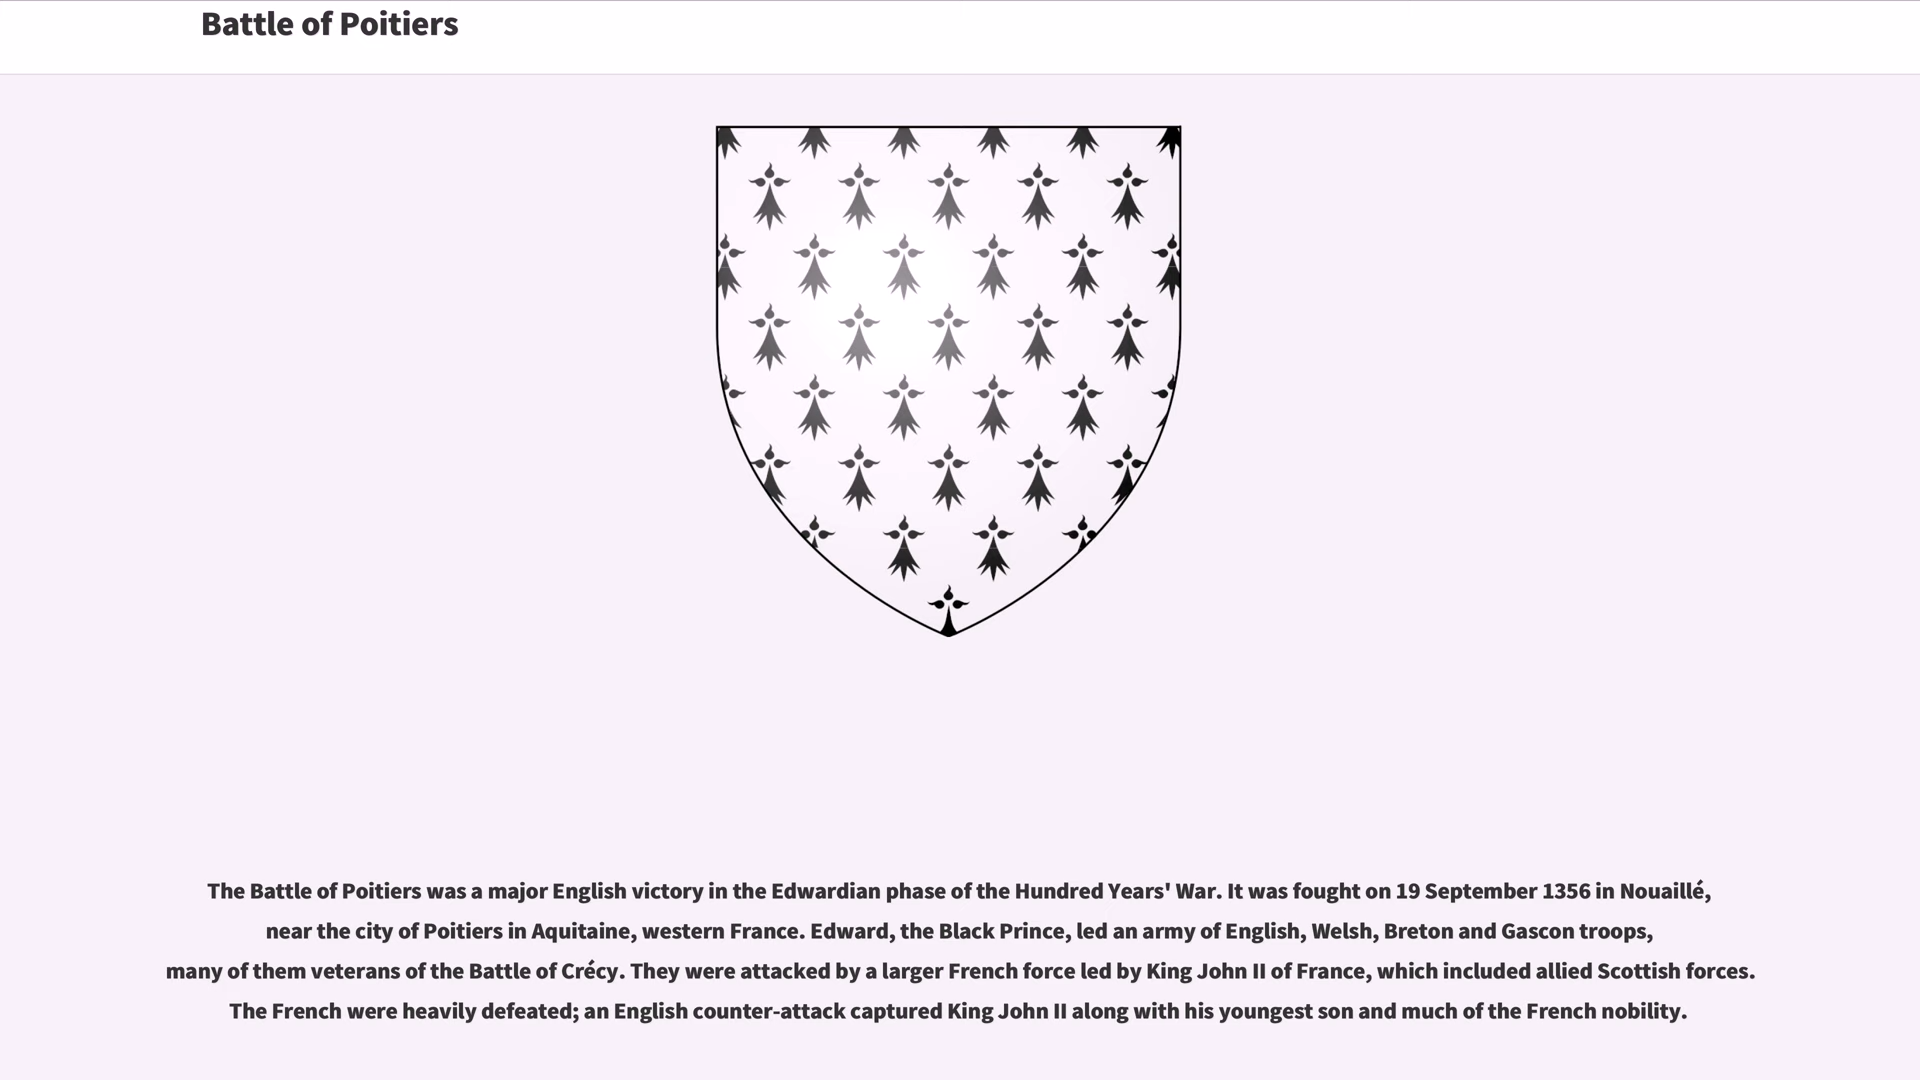 Battle of Poitiers
The Battle of Poitiers was a major English victory in the Edwardian phase of the Hundred Years' War. It was fought on 19 September 1356 in Nouaillé,
near the city of Poitiers in Aquitaine, western France. Edward, the Black Prince, led an army of English, Welsh, Breton and Gascon troops,
many of them veterans of the Battle of Crécy. They were attacked by a larger French force led by King John II of France, which included allied Scottish forces.
The French were heavily defeated; an English counter-attack captured King John II along with his youngest son and much of the French nobility.